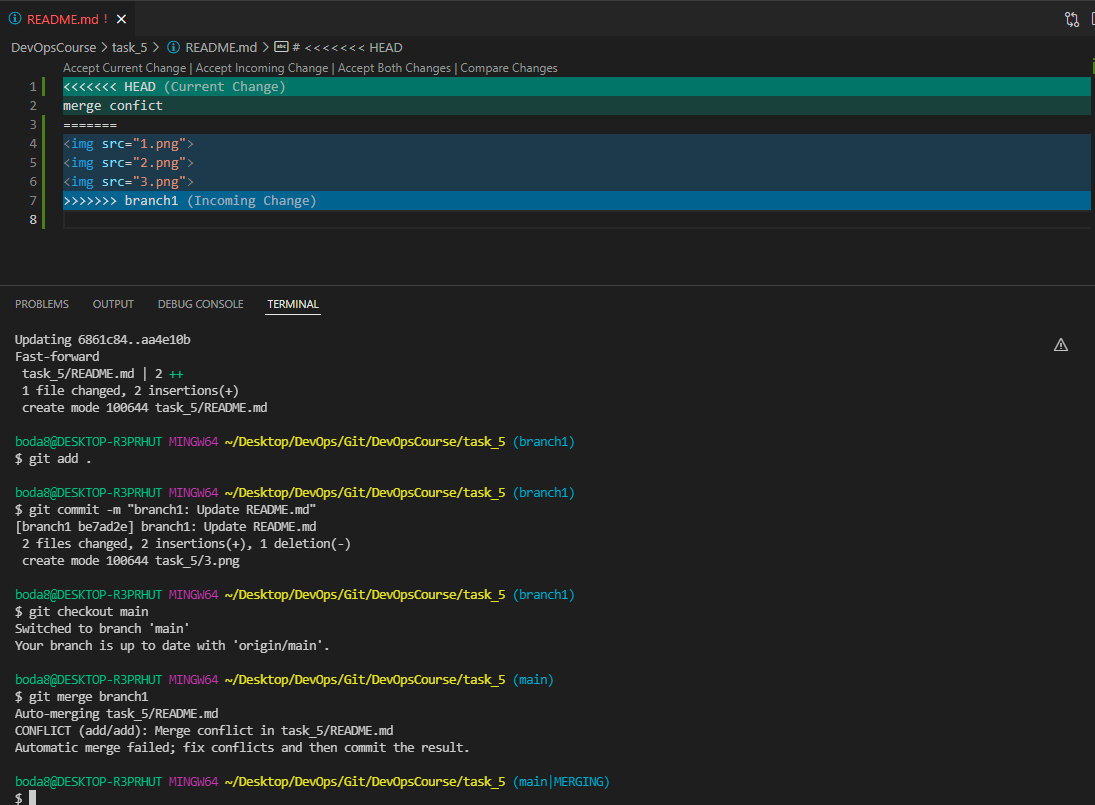 README.md !
DevOpsCourse > task_5 > README.md > abc # <<<<<<< HEAD
Accept Current Change | Accept Incoming Change | Accept Both Changes | Compare Changes
1 <<<<<<< HEAD (Current Change)
2 merge confict
3 =======
4 <img src="1.png">
5 <img src="2.png">
6 <img src="3.png">
7 >>>>>>> branch1 (Incoming Change)
8
PROBLEMS OUTPUT DEBUG CONSOLE TERMINAL
Updating 6861c84..aa4e10b
Fast-forward
task_5/README.md | 2 ++
1 file changed, 2 insertions(+)
create mode 100644 task_5/README.md
boda8@DESKTOP-R3PRHUT MINGW64 ~/Desktop/DevOps/Git/DevOpsCourse/task_5 (branch1)
$ git add .
boda8@DESKTOP-R3PRHUT MINGW64 ~/Desktop/DevOps/Git/DevOpsCourse/task_5 (branch1)
$ git commit -m "branch1: Update README.md"
[branch1 be7ad2e] branch1: Update README.md
2 files changed, 2 insertions(+), 1 deletion(-)
create mode 100644 task_5/3.png
boda8@DESKTOP-R3PRHUT MINGW64 ~/Desktop/DevOps/Git/DevOpsCourse/task_5 (branch1)
$ git checkout main
Switched to branch 'main'
Your branch is up to date with 'origin/main'.
boda8@DESKTOP-R3PRHUT MINGW64 ~/Desktop/DevOps/Git/DevOpsCourse/task_5 (main)
$ git merge branch1
Auto-merging task_5/README.md
CONFLICT (add/add): Merge conflict in task_5/README.md
Automatic merge failed; fix conflicts and then commit the result.
boda8@DESKTOP-R3PRHUT MINGW64 ~/Desktop/DevOps/Git/DevOpsCourse/task_5 (main|MERGING)
$